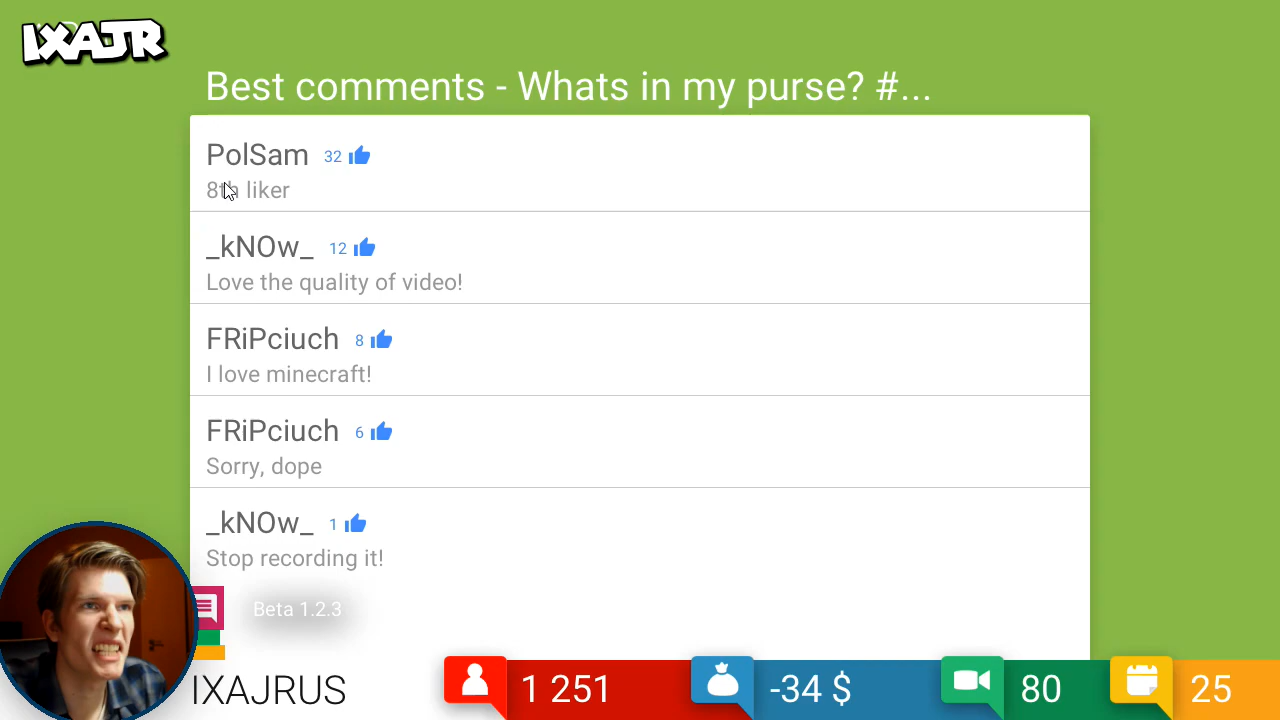 IXAJR
Best comments - Whats in my purse? #...
PolSam 32
8th liker
_kNOw_ 12
Love the quality of video!
FRiPciuch 8
I love minecraft!
FRiPciuch 6
Sorry, dope
_kNOw_ 1
Stop recording it!
Beta 1.2.3
IXAJRUS 1 251 -34 $ 80 25